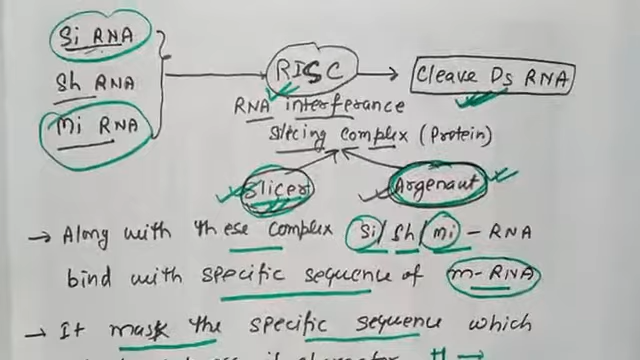 Si RNA
Sh RNA
Mi RNA
RISC
Cleave Ds RNA
RNA interferance
Slicing complex (Protein)
Slicer
Argenaut
→ Along with these complex Si/Sh/mi - RNA
bind with specific sequence of m-RNA
→ It mask the specific sequence which